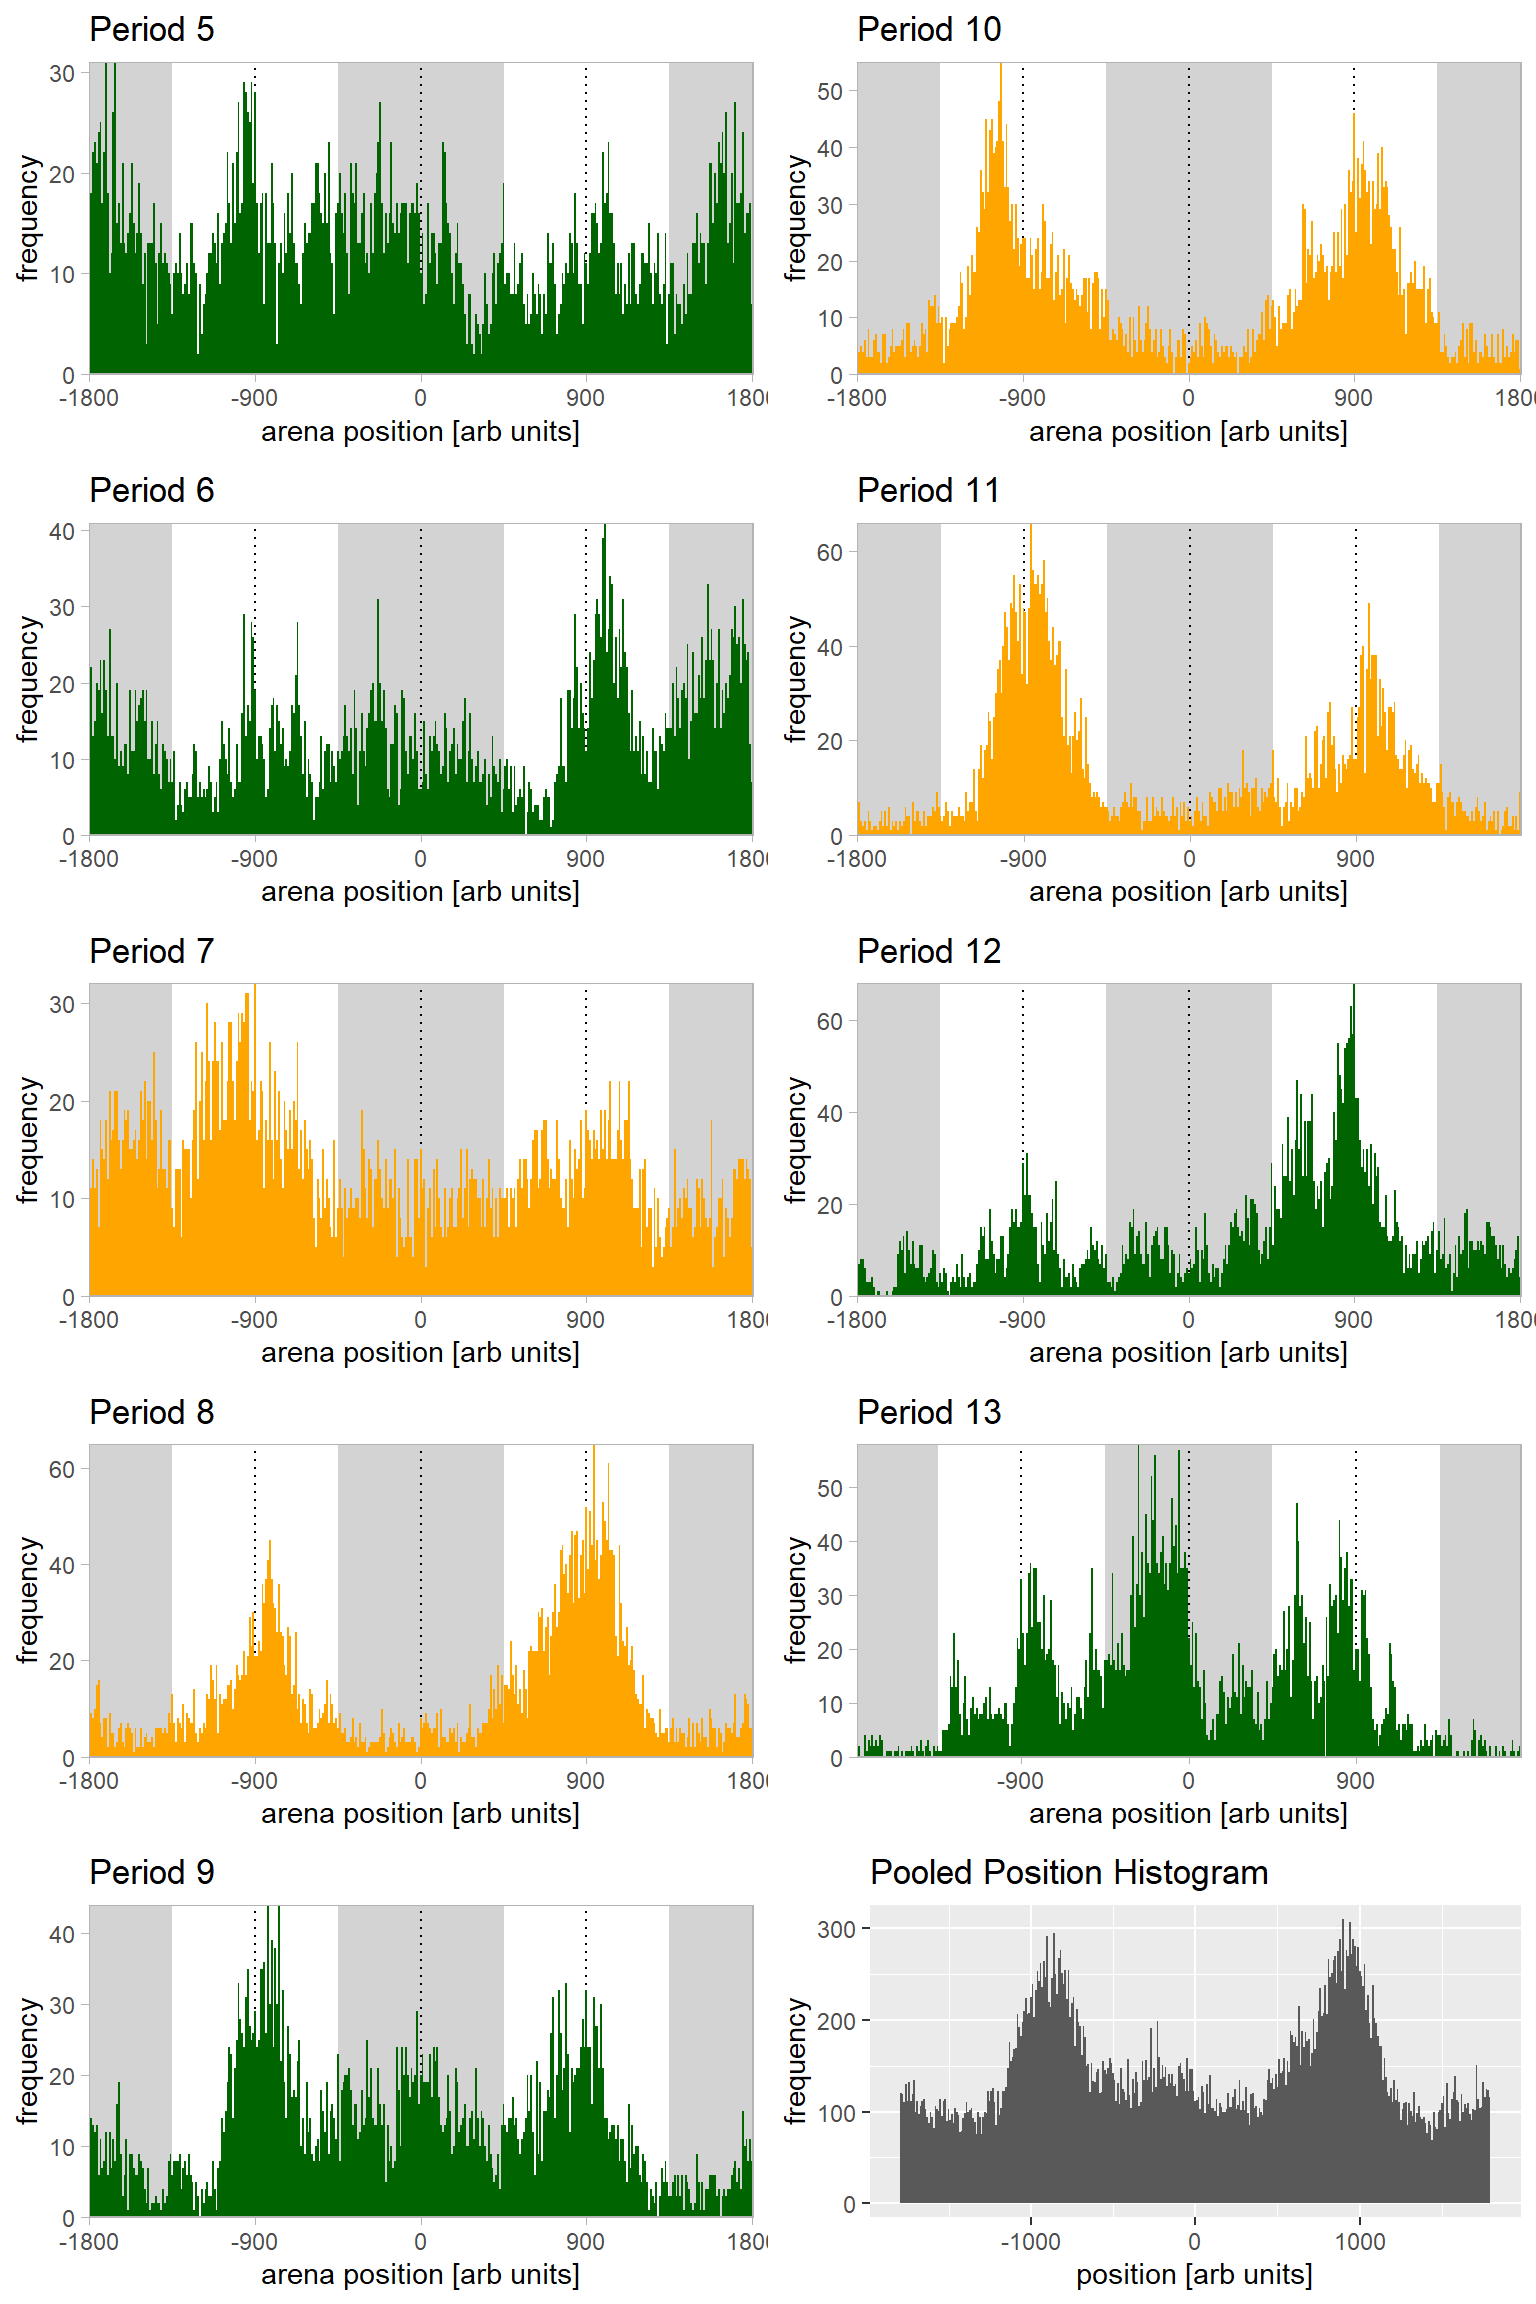 Period 5
frequency
30
20
10
0
-1800 -900 0 900 180
arena position [arb units]
Period 10
frequency
50
40
30
20
10
0
-1800 -900 0 900 180
arena position [arb units]
Period 6
frequency
40
30
20
10
0
-1800 -900 0 900 180
arena position [arb units]
Period 11
frequency
60
40
20
0
-1800 -900 0 900
arena position [arb units]
Period 7
frequency
30
20
10
0
-1800 -900 0 900 180
arena position [arb units]
Period 12
frequency
60
40
20
0
-1800 -900 0 900 180
arena position [arb units]
Period 8
frequency
60
40
20
0
-1800 -900 0 900 180
arena position [arb units]
Period 13
frequency
50
40
30
20
10
0
-900 0 900
arena position [arb units]
Period 9
frequency
40
30
20
10
0
-1800 -900 0 900 180
arena position [arb units]
Pooled Position Histogram
frequency
300
200
100
0
-1000 0 1000
position [arb units]